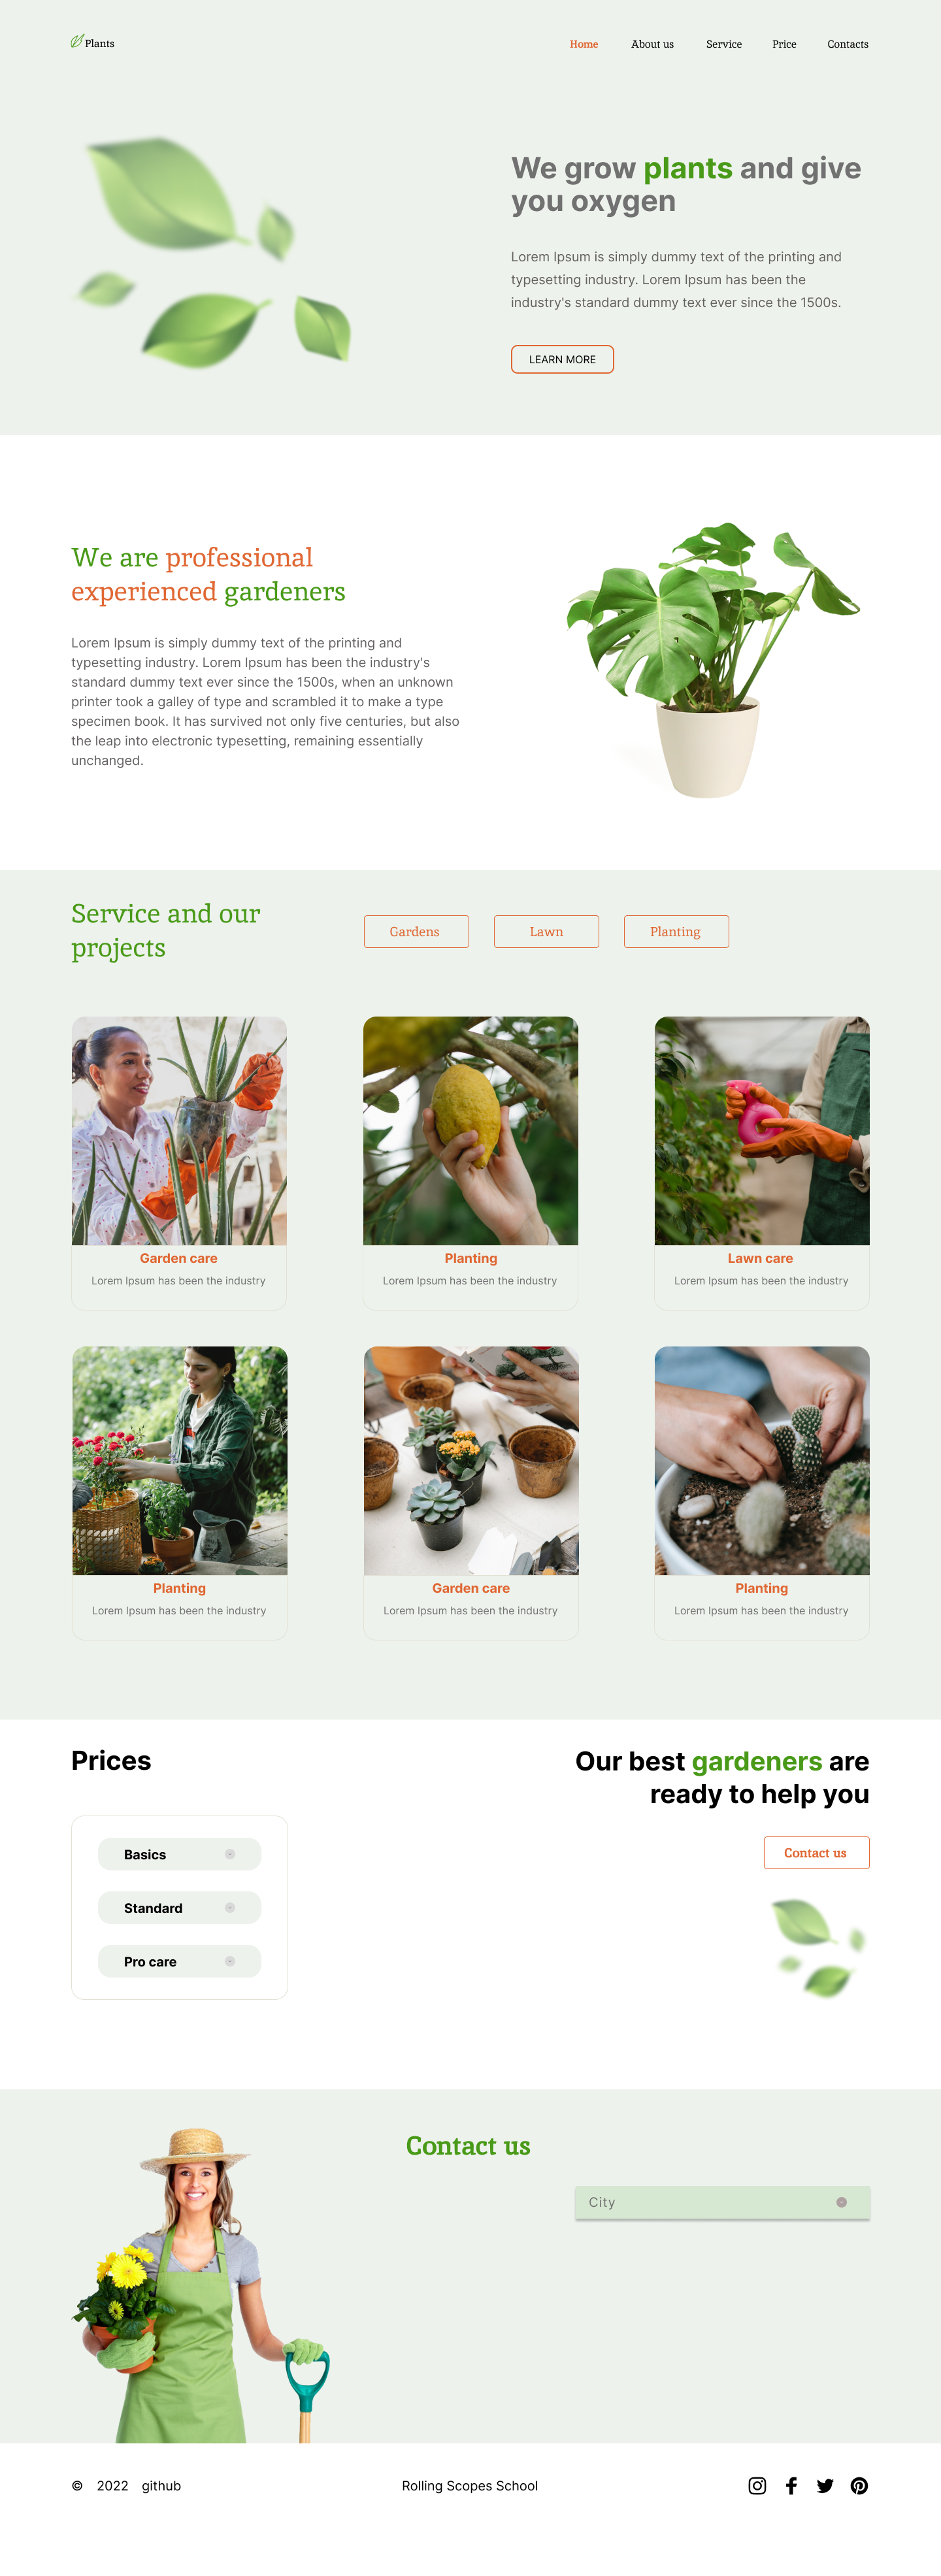 Plants
Home
About us
Service
Price
Contacts
We grow plants and give
you oxygen
Lorem Ipsum is simply dummy text of the printing and
typesetting industry. Lorem Ipsum has been the
industry's standard dummy text ever since the 1500s.
LEARN MORE
We are professional
experienced gardeners
Lorem Ipsum is simply dummy text of the printing and
typesetting industry. Lorem Ipsum has been the industry's
standard dummy text ever since the 1500s, when an unknown
printer took a galley of type and scrambled it to make a type
specimen book. It has survived not only five centuries, but also
the leap into electronic typesetting, remaining essentially
unchanged.
Service and our
projects
Gardens
Lawn
Planting
Garden care
Lorem Ipsum has been the industry
Planting
Lorem Ipsum has been the industry
Lawn care
Lorem Ipsum has been the industry
Planting
Lorem Ipsum has been the industry
Garden care
Lorem Ipsum has been the industry
Planting
Lorem Ipsum has been the industry
Prices
Basics
Standard
Pro care
Our best gardeners are
ready to help you
Contact us
Contact us
City
© 2022 github
Rolling Scopes School